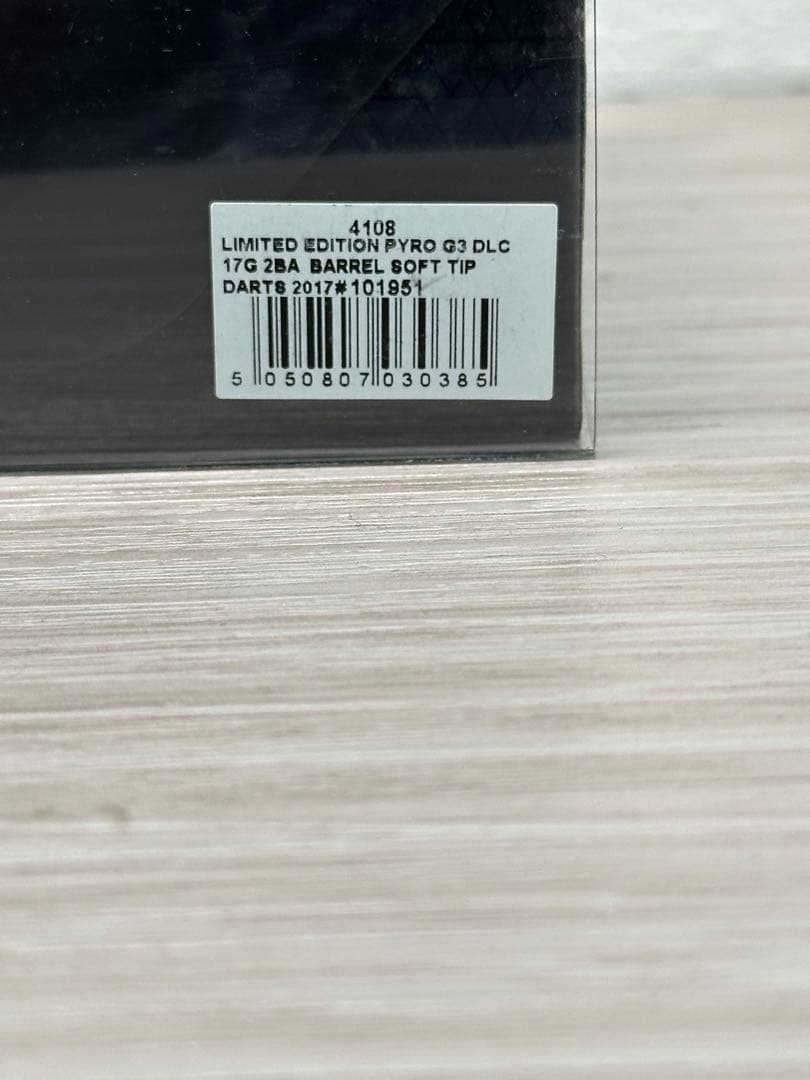 4108
LIMITED EDITION PYRO G3 DLC
17G 2BA BARREL SOFT TIP
DARTS 2017#101951
5 050807 030385